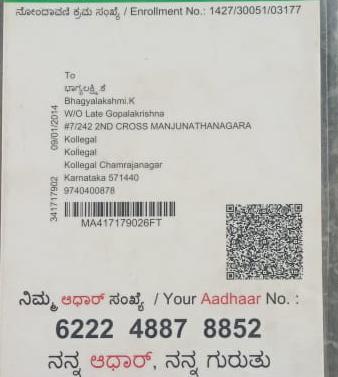 ನೋಂದಾವಣಿ ಕ್ರಮ ಸಂಖ್ಯೆ / Enrollment No.: 1427/30051/03177
To
ಭಾಗ್ಯಲಕ್ಷ್ಮಿ.ಕೆ
Bhagyalakshmi.K
W/O Late Gopalakrishna
#7/242 2ND CROSS MANJUNATHANAGARA
Kollegal
Kollegal
Kollegal Chamrajanagar
Karnataka 571440
9740400878
341717902 09/01/2014
MA417179026FT
ನಿಮ್ಮ ಆಧಾರ್ ಸಂಖ್ಯೆ / Your Aadhaar No. :
6222 4887 8852
ನನ್ನ ಆಧಾರ್, ನನ್ನ ಗುರುತು